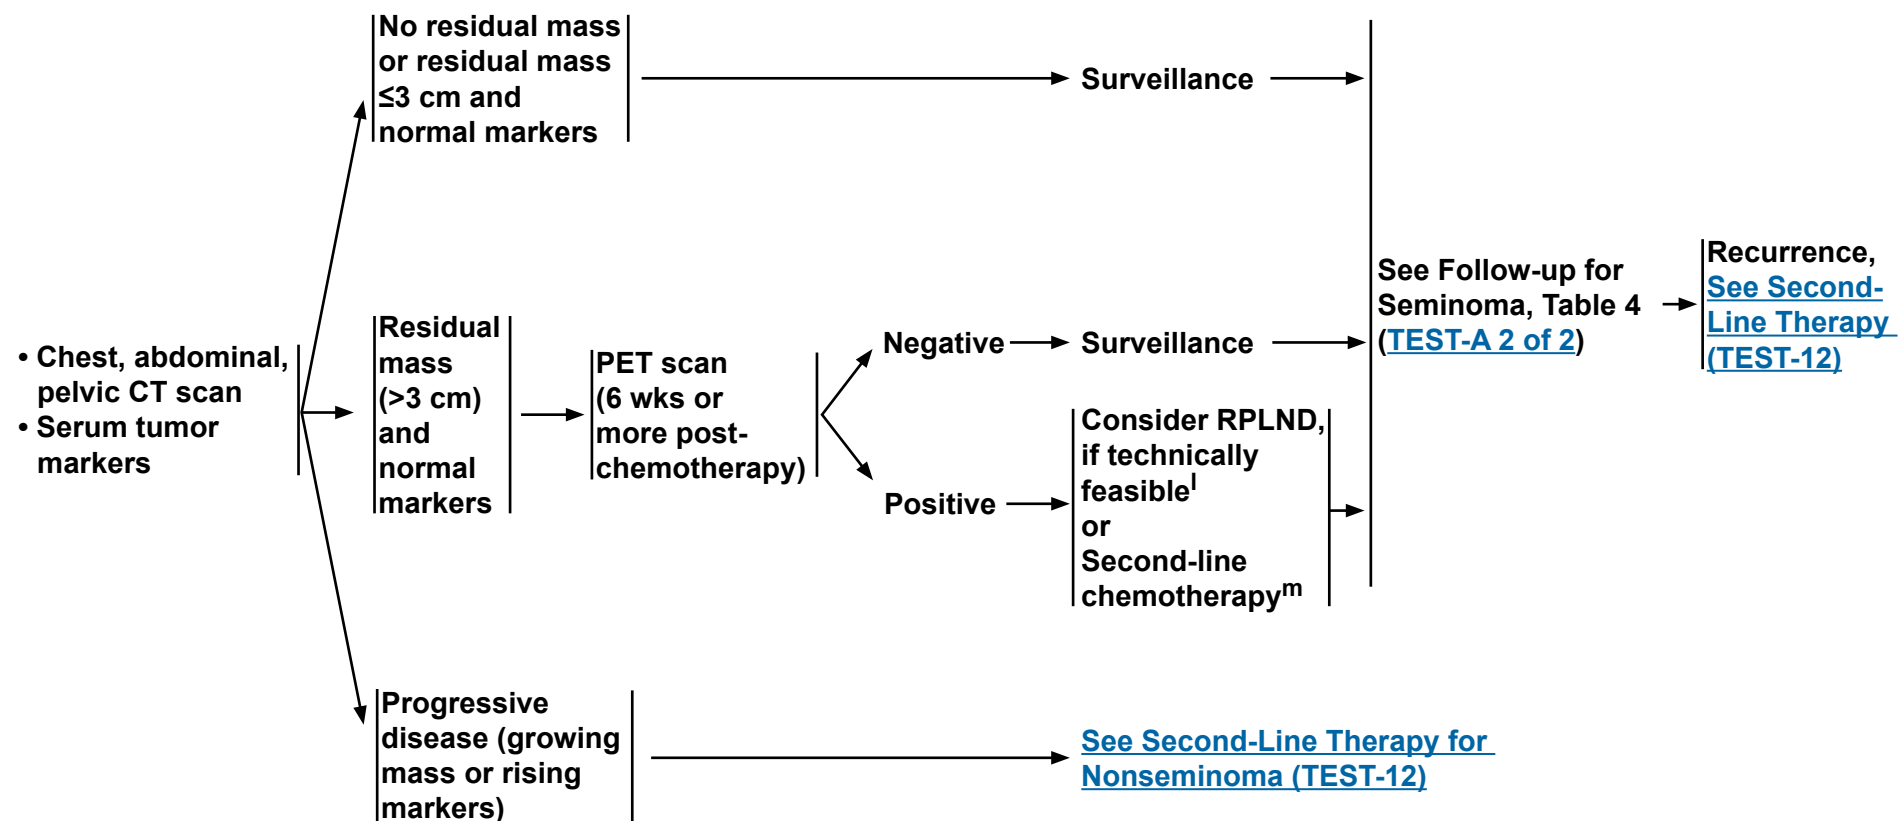 • Chest, abdominal,
pelvic CT scan
• Serum tumor
markers
No residual mass
or residual mass
≤3 cm and
normal markers
Surveillance
Residual
mass
(>3 cm)
and
normal
markers
PET scan
(6 wks or
more post-
chemotherapy)
Negative
Surveillance
Positive
Consider RPLND,
if technically
feasibleˡ
or
Second-line
chemotherapyᵐ
See Follow-up for
Seminoma, Table 4
(TEST-A 2 of 2)
Recurrence,
See Second-
Line Therapy
(TEST-12)
Progressive
disease (growing
mass or rising
markers)
See Second-Line Therapy for
Nonseminoma (TEST-12)